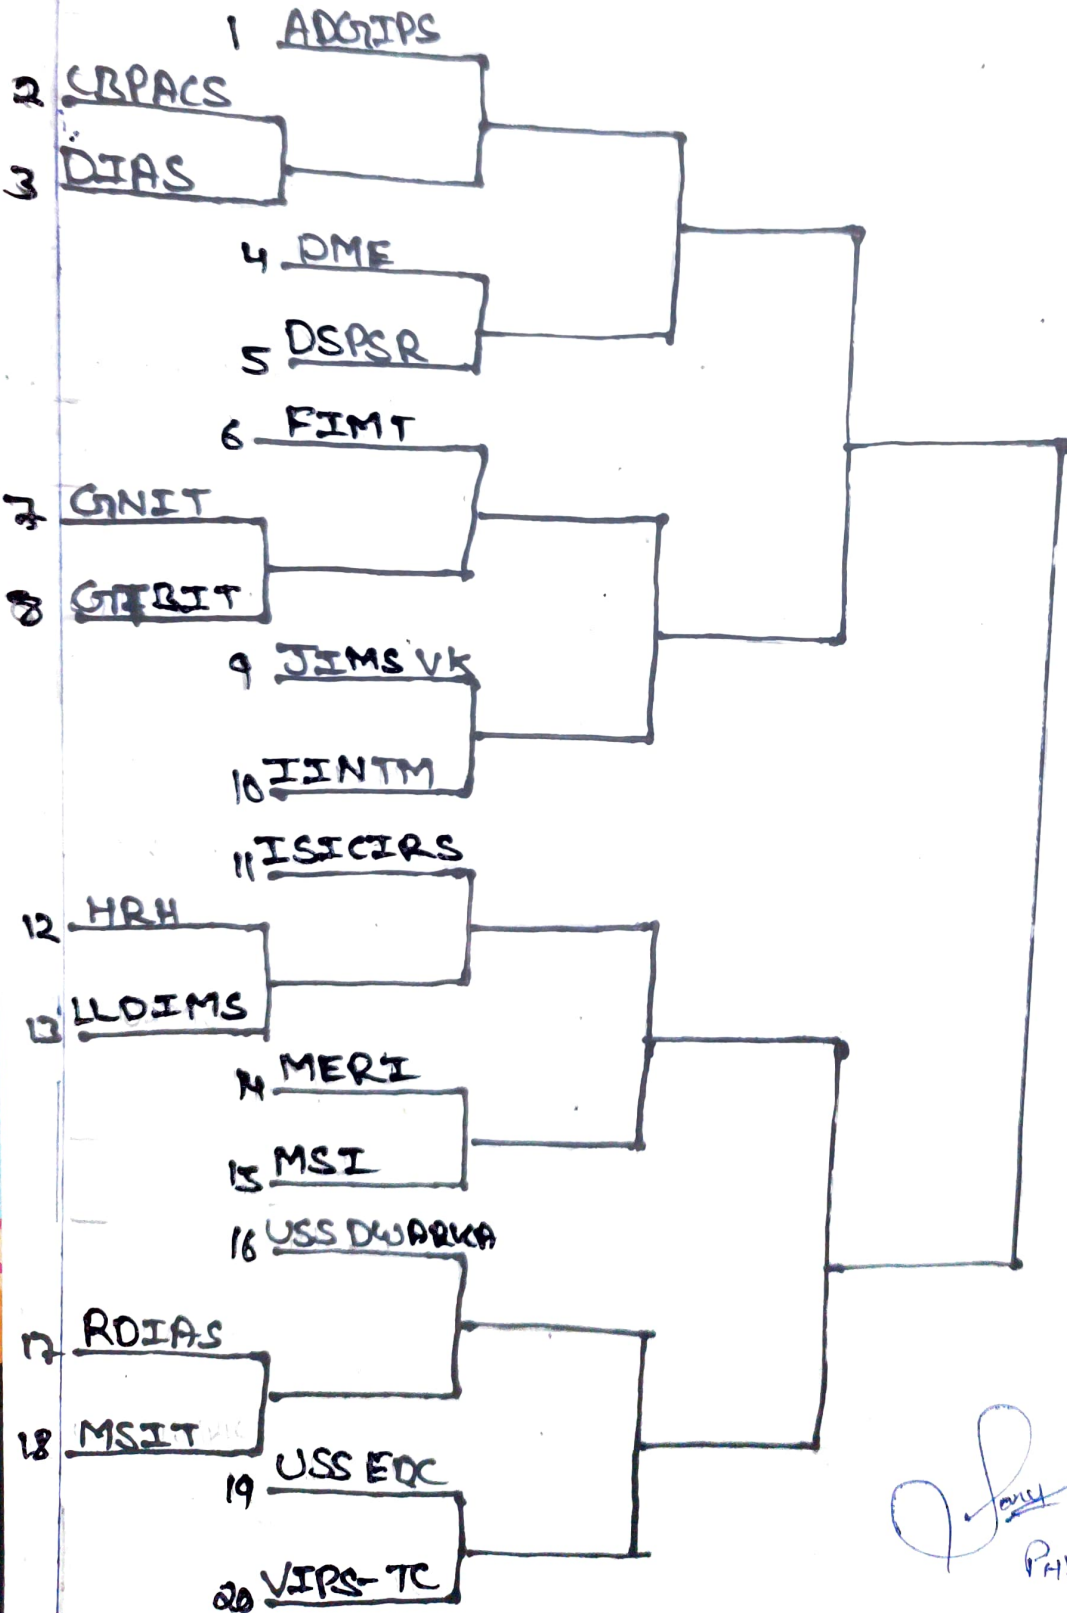 1 ADGIPS
2 CBPACS
3 DIAS
4 DME
5 DSPSR
6 FIMT
7 GNIT
8 GTBIT
9 JIMS VK
10 IINTM
11 ISICIRS
12 HRH
13 LLDIMS
14 MERI
15 MSI
16 USS DWARKA
17 RDIAS
18 MSIT
19 USS EDC
20 VIPS-TC